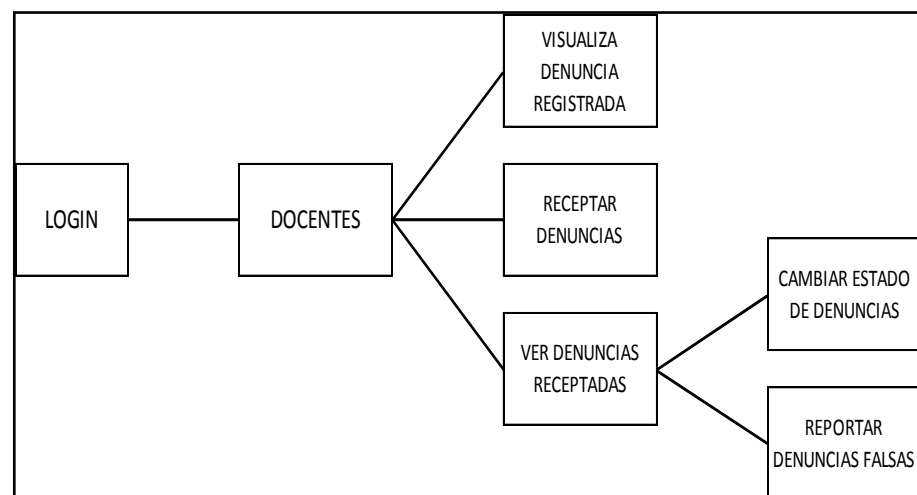 LOGIN
DOCENTES
VISUALIZA
DENUNCIA
REGISTRADA
RECEPTAR
DENUNCIAS
VER DENUNCIAS
RECEPTADAS
CAMBIAR ESTADO
DE DENUNCIAS
REPORTAR
DENUNCIAS FALSAS